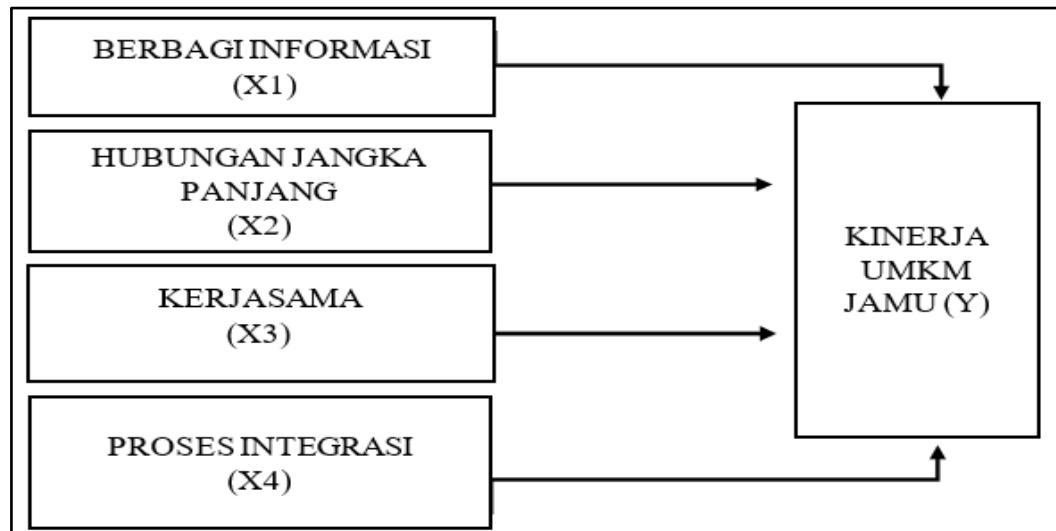 BERBAGI INFORMASI
(X1)
HUBUNGAN JANGKA
PANJANG
(X2)
KERJASAMA
(X3)
PROSES INTEGRASI
(X4)
KINERJA
UMKM
JAMU (Y)